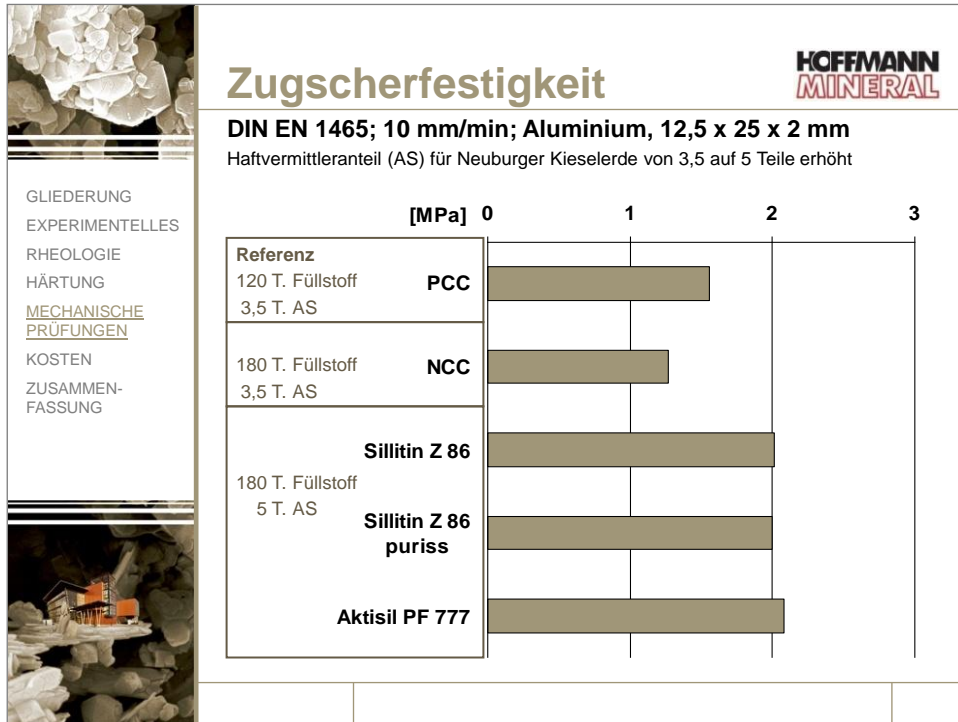 Zugscherfestigkeit
HOFFMANN
MINERAL
DIN EN 1465; 10 mm/min; Aluminium, 12,5 x 25 x 2 mm
Haftvermittleranteil (AS) für Neuburger Kieselerde von 3,5 auf 5 Teile erhöht
GLIEDERUNG
EXPERIMENTELLES
RHEOLOGIE
HÄRTUNG
MECHANISCHE
PRÜFUNGEN
KOSTEN
ZUSAMMEN-
FASSUNG
[MPa] 0 1 2 3
Referenz
120 T. Füllstoff
3,5 T. AS
PCC
180 T. Füllstoff
3,5 T. AS
NCC
Sillitin Z 86
180 T. Füllstoff
5 T. AS
Sillitin Z 86
puriss
Aktisil PF 777